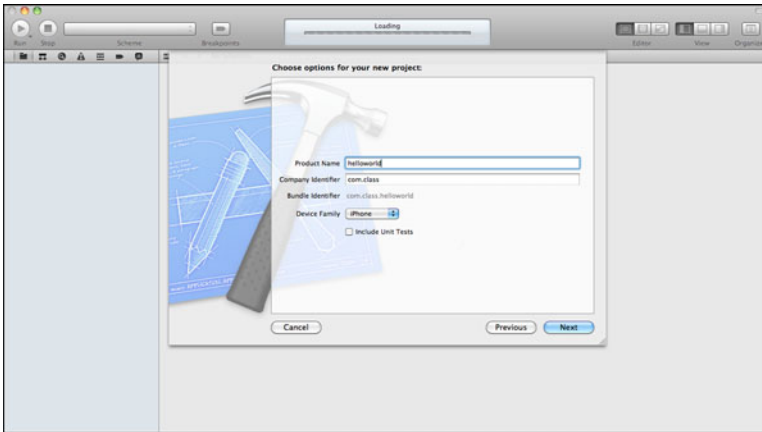 Loading
Run Stop Scheme Breakpoints Editor View Organizer
Choose options for your new project:
Product Name helloworld
Company Identifier com.class
Bundle Identifier com.class.helloworld
Device Family iPhone
Include Unit Tests
Cancel Previous Next